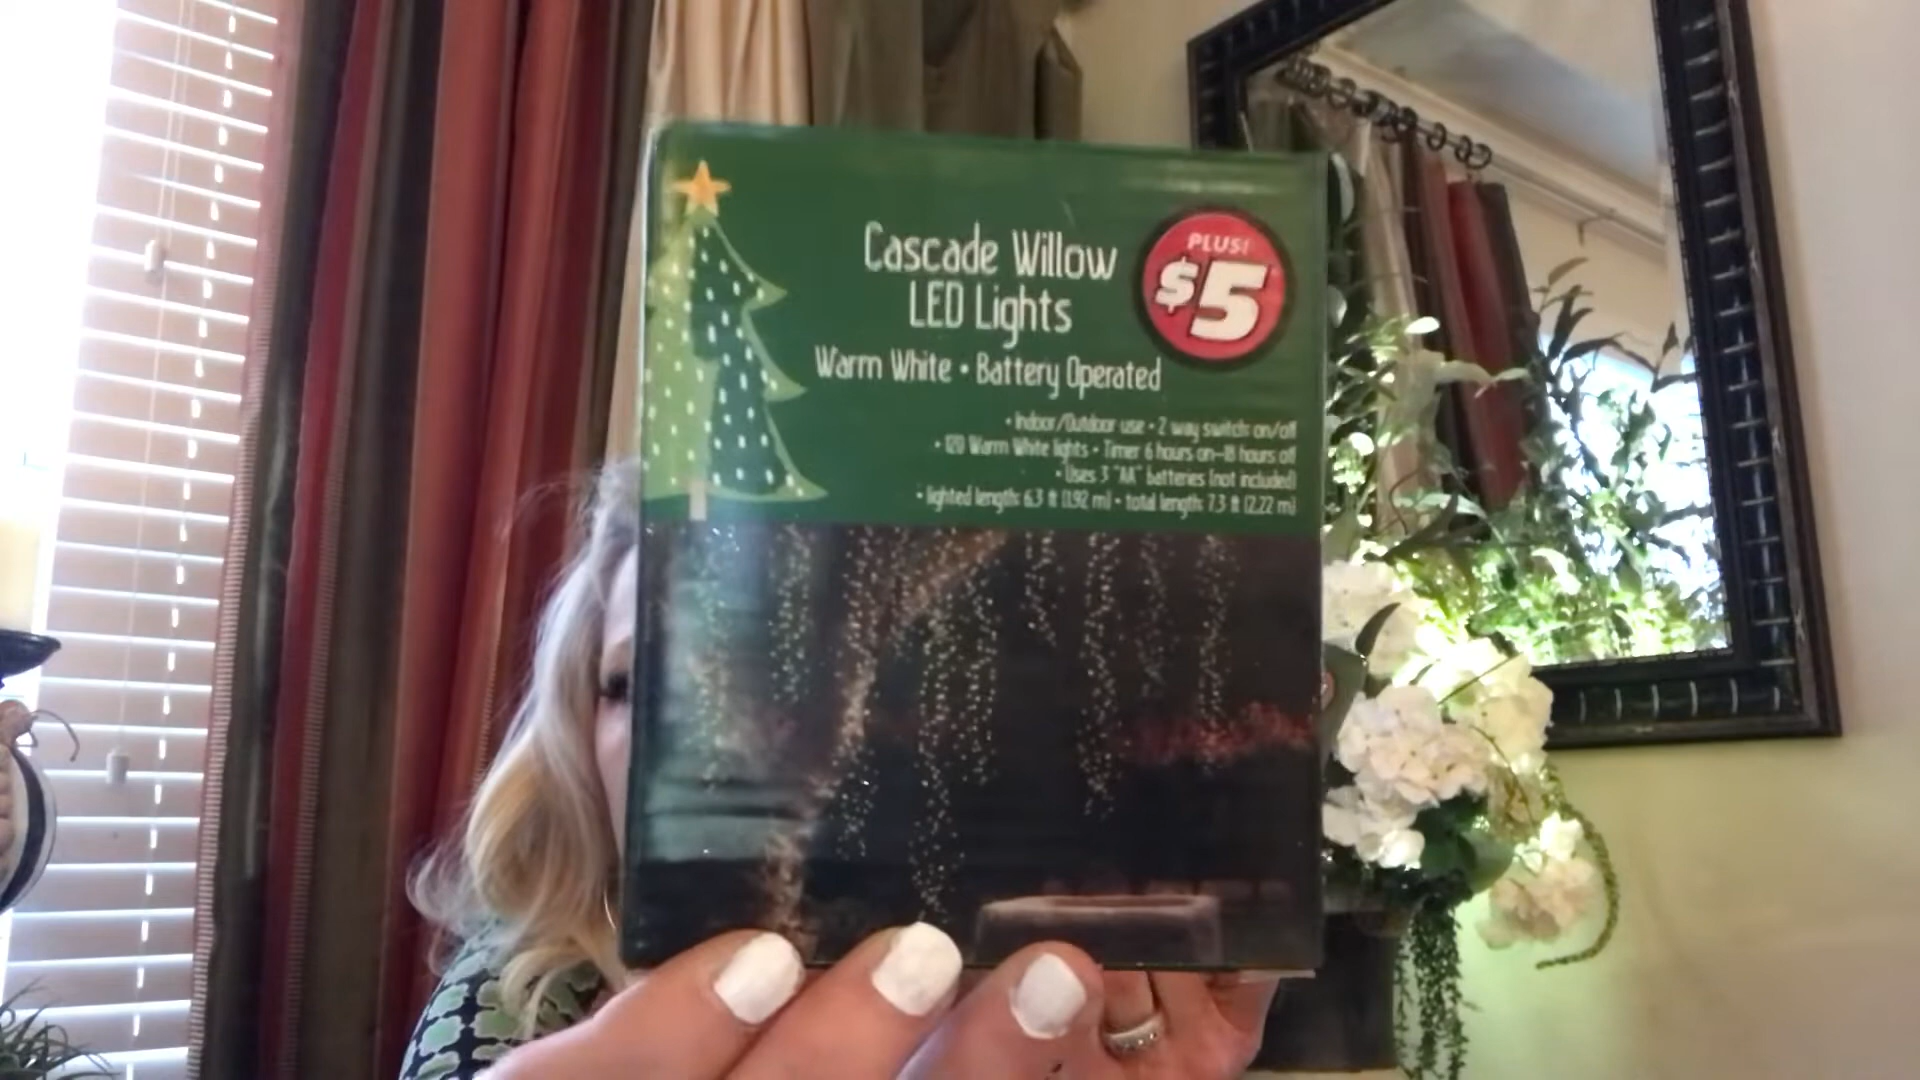 Cascade Willow
LED Lights
PLUS!
$5
Warm White • Battery Operated
• Indoor/Outdoor use • 2 way switch: on/off
• 120 Warm White lights • Timer 6 hours on-18 hours off
• Uses 3 "AA" batteries (not included)
• lighted length: 6.3 ft (1.92 m) • total length: 7.3 ft (2.22 m)